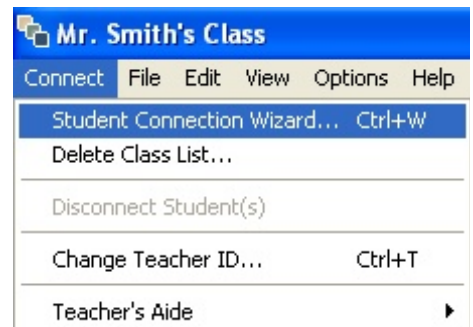 Mr. Smith's Class
Connect File Edit View Options Help
Student Connection Wizard... Ctrl+W
Delete Class List...
Disconnect Student(s)
Change Teacher ID... Ctrl+T
Teacher's Aide